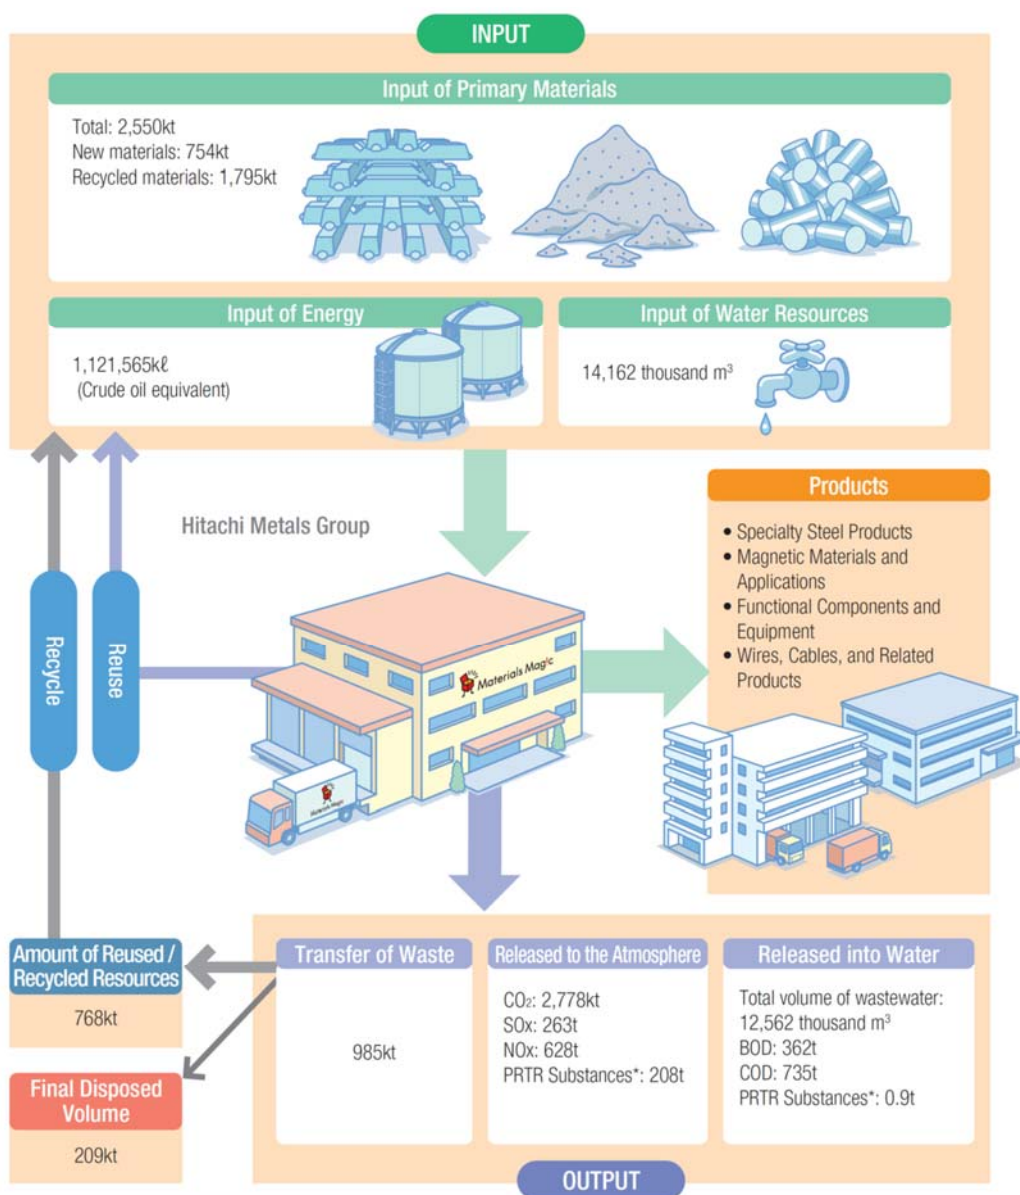 INPUT
Input of Primary Materials
Total: 2,550kt
New materials: 754kt
Recycled materials: 1,795kt
Input of Energy
1,121,565kℓ
(Crude oil equivalent)
Input of Water Resources
14,162 thousand m³
Hitachi Metals Group
Recycle
Reuse
Materials Magic
Materials Magic
Products
• Specialty Steel Products
• Magnetic Materials and
Applications
• Functional Components and
Equipment
• Wires, Cables, and Related
Products
Amount of Reused /
Recycled Resources
768kt
Final Disposed
Volume
209kt
Transfer of Waste
985kt
Released to the Atmosphere
CO₂: 2,778kt
SOx: 263t
NOx: 628t
PRTR Substances*: 208t
Released into Water
Total volume of wastewater:
12,562 thousand m³
BOD: 362t
COD: 735t
PRTR Substances*: 0.9t
OUTPUT